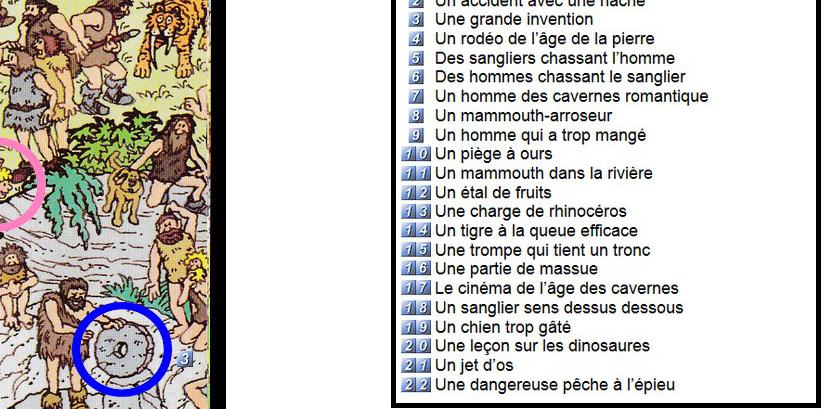 2 Un accident avec une hache
3 Une grande invention
4 Un rodéo de l'âge de la pierre
5 Des sangliers chassant l'homme
6 Des hommes chassant le sanglier
7 Un homme des cavernes romantique
8 Un mammouth-arroseur
9 Un homme qui a trop mangé
10 Un piège à ours
11 Un mammouth dans la rivière
12 Un étal de fruits
13 Une charge de rhinocéros
14 Un tigre à la queue efficace
15 Une trompe qui tient un tronc
16 Une partie de massue
17 Le cinéma de l'âge des cavernes
18 Un sanglier sens dessus dessous
19 Un chien trop gâté
20 Une leçon sur les dinosaures
21 Un jet d'os
22 Une dangereuse pêche à l'épieu
3